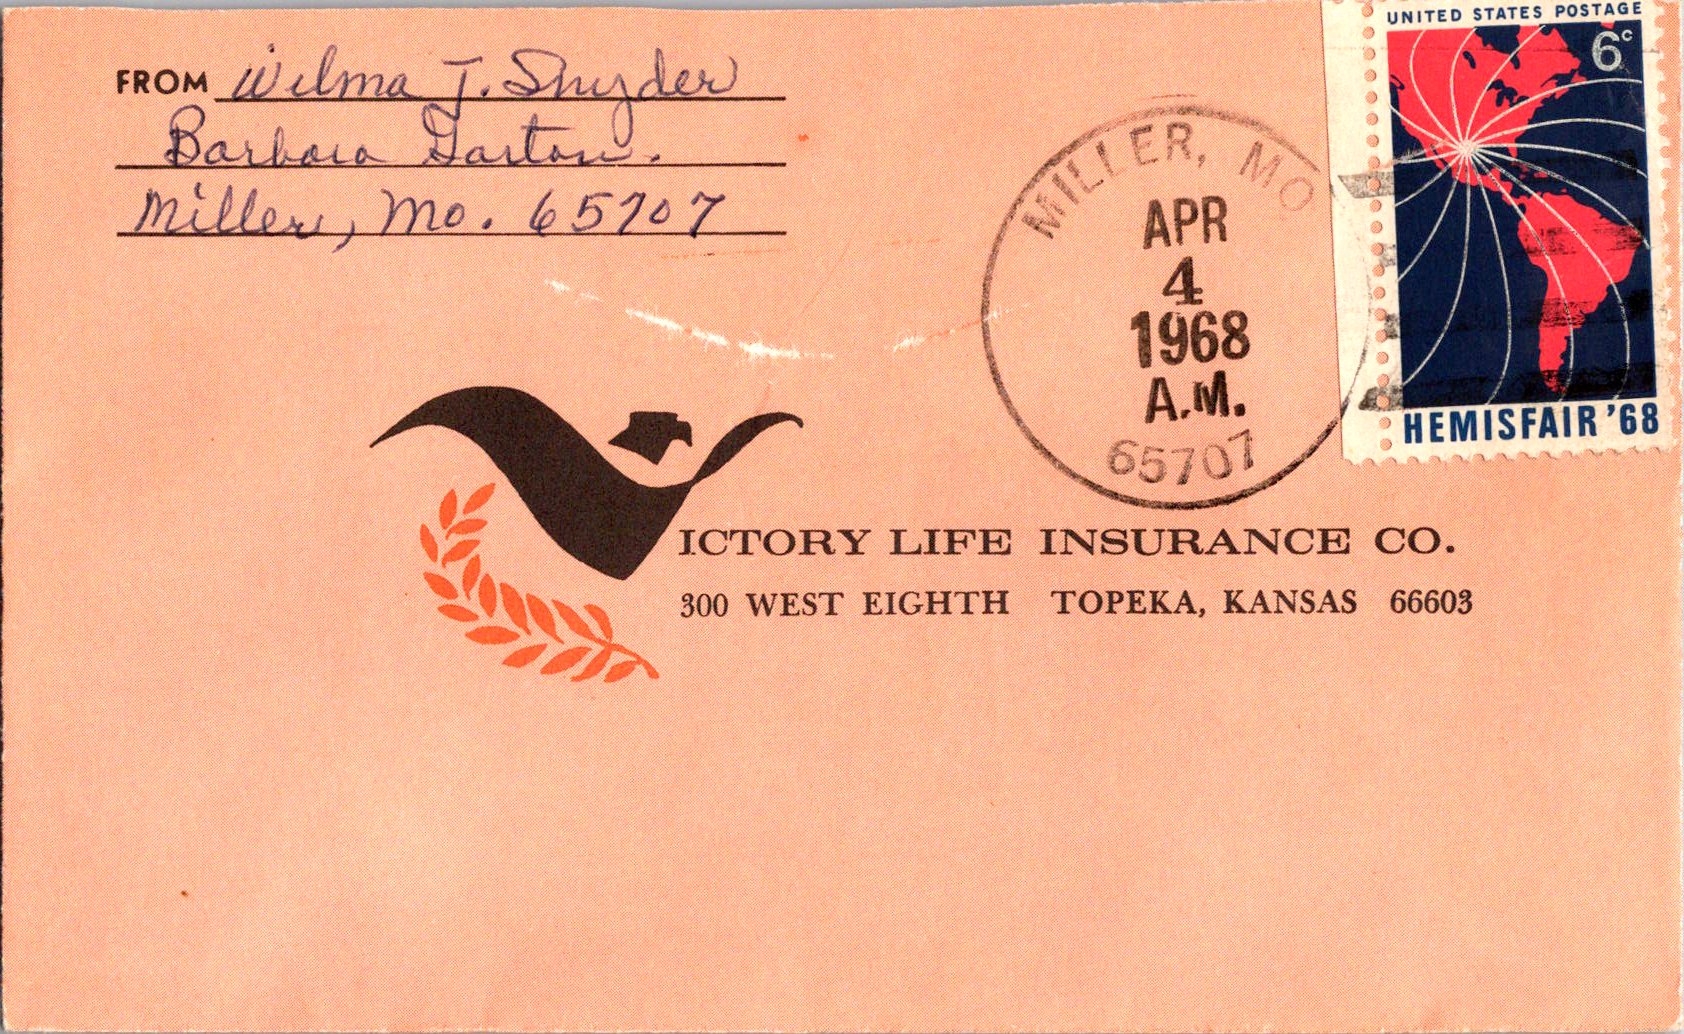 FROM Wilma T. Snyder
Barbara Garton.
Miller, Mo. 65707
UNITED STATES POSTAGE
6c
HEMISFAIR '68
MILLER, MO
APR
4
1968
A.M.
65707
VICTORY LIFE INSURANCE CO.
300 WEST EIGHTH TOPEKA, KANSAS 66603